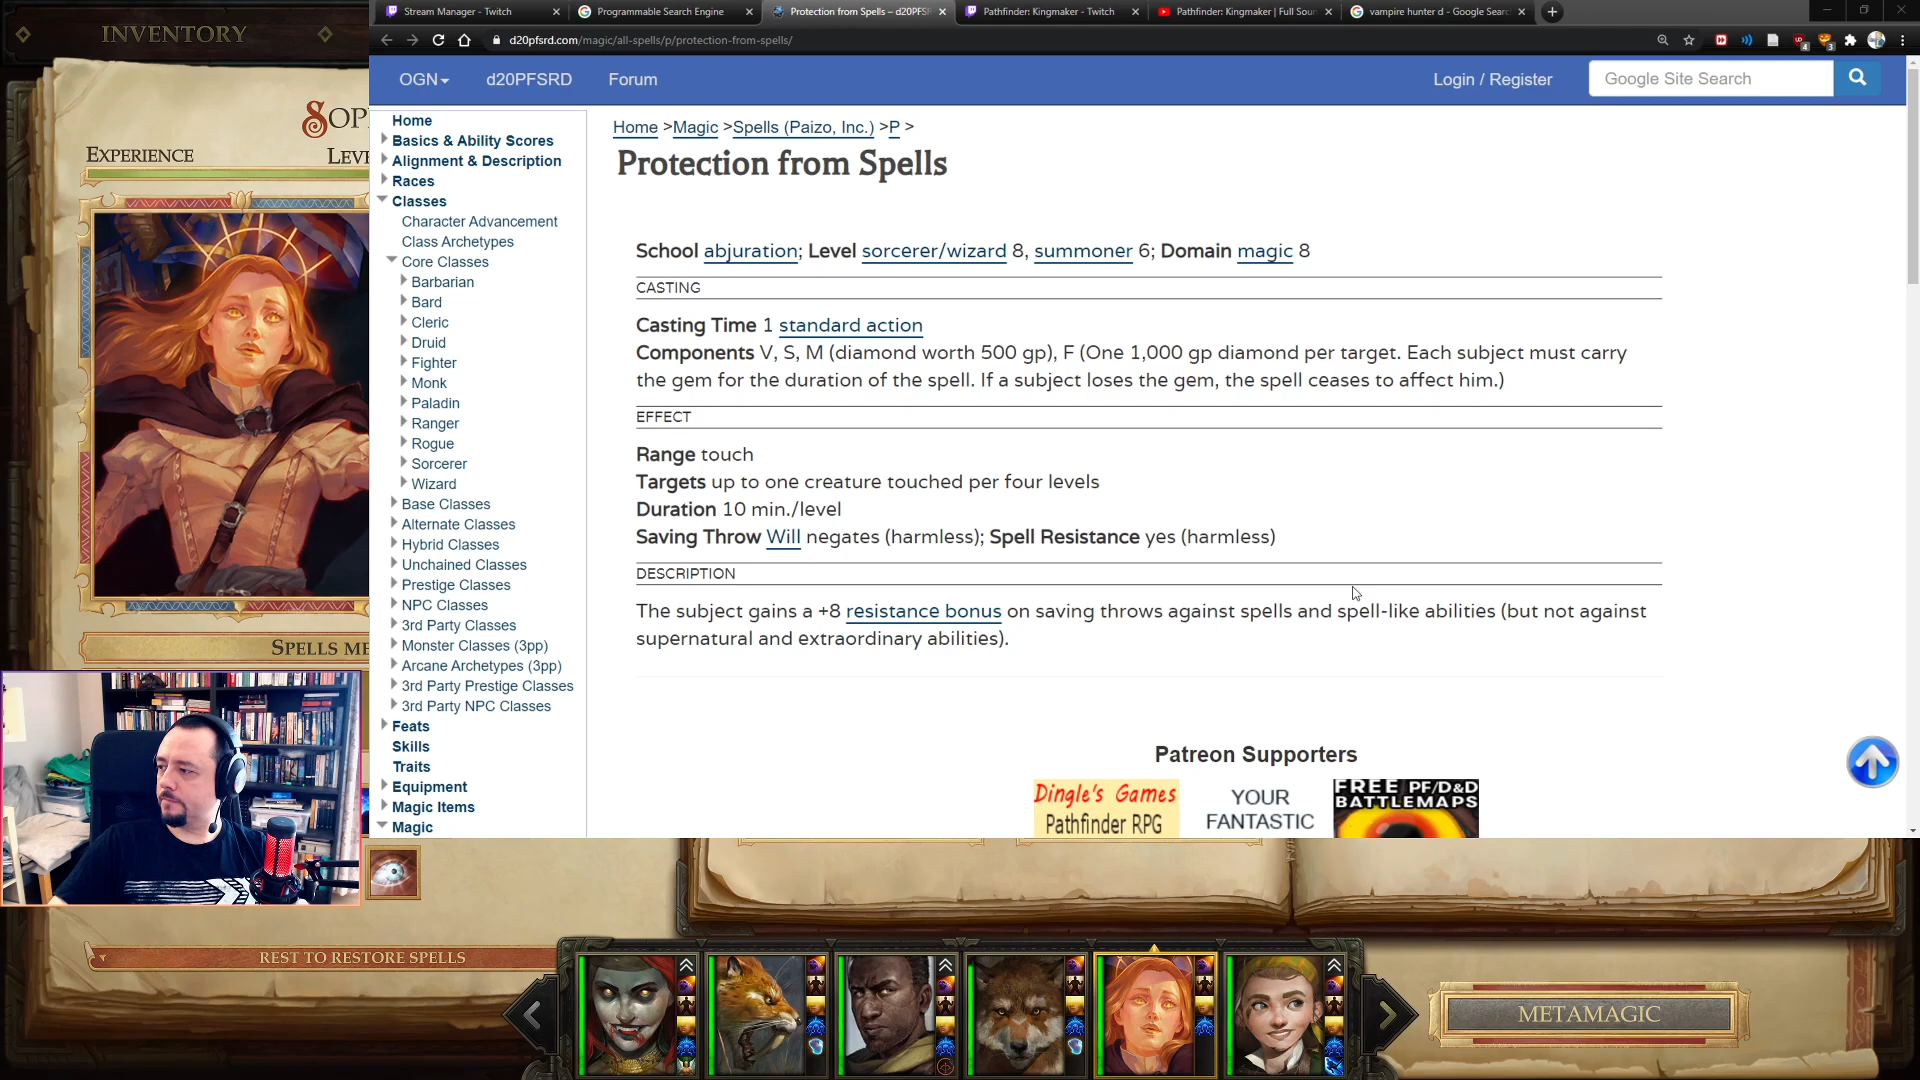 INVENTORY
EXPERIENCE
SPELLS ME
REST TO RESTORE SPELLS
METAMAGIC
Stream Manager - Twitch
Programmable Search Engine
Protection from Spells – d20PFS
Pathfinder: Kingmaker - Twitch
Pathfinder: Kingmaker | Full Soun
vampire hunter d - Google Searc
d20pfsrd.com/magic/all-spells/p/protection-from-spells/
OGN
d20PFSRD
Forum
Login / Register
Google Site Search
Home
Basics & Ability Scores
Alignment & Description
Races
Classes
Character Advancement
Class Archetypes
Core Classes
Barbarian
Bard
Cleric
Druid
Fighter
Monk
Paladin
Ranger
Rogue
Sorcerer
Wizard
Base Classes
Alternate Classes
Hybrid Classes
Unchained Classes
Prestige Classes
NPC Classes
3rd Party Classes
Monster Classes (3pp)
Arcane Archetypes (3pp)
3rd Party Prestige Classes
3rd Party NPC Classes
Feats
Skills
Traits
Equipment
Magic Items
Magic
Home >Magic >Spells (Paizo, Inc.) >P >
Protection from Spells
School abjuration; Level sorcerer/wizard 8, summoner 6; Domain magic 8
CASTING
Casting Time 1 standard action
Components V, S, M (diamond worth 500 gp), F (One 1,000 gp diamond per target. Each subject must carry
the gem for the duration of the spell. If a subject loses the gem, the spell ceases to affect him.)
EFFECT
Range touch
Targets up to one creature touched per four levels
Duration 10 min./level
Saving Throw Will negates (harmless); Spell Resistance yes (harmless)
DESCRIPTION
The subject gains a +8 resistance bonus on saving throws against spells and spell-like abilities (but not against
supernatural and extraordinary abilities).
Patreon Supporters
Dingle's Games
Pathfinder RPG
YOUR
FANTASTIC
FREE PF/D&D
BATTLEMAPS